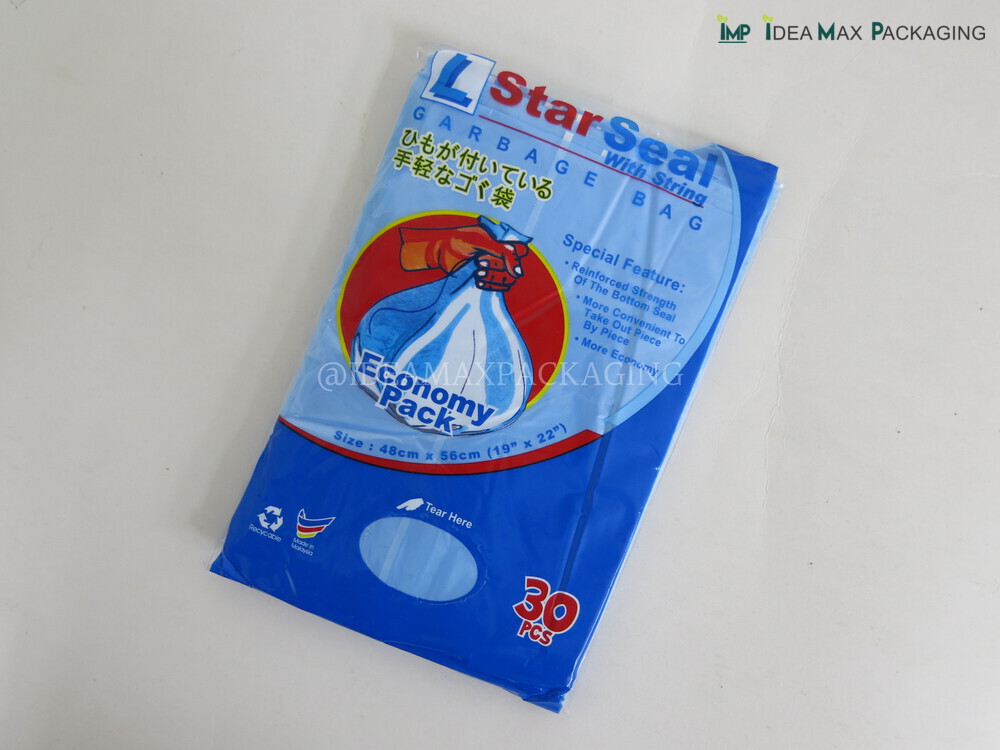 IMP IDEA MAX PACKAGING
L StarSeal
With String
GARBAGE BAG
ひもが付いている
手軽なゴミ袋
Special Feature:
• Reinforced Strength
Of The Bottom Seal
• More Convenient To
Take Out Piece
By Piece
• More Economy
@IDEAMAXPACKAGING
Economy
Pack
Size : 48cm x 56cm (19" x 22")
Tear Here
Recyclable
Made in
Malaysia
30
PCS